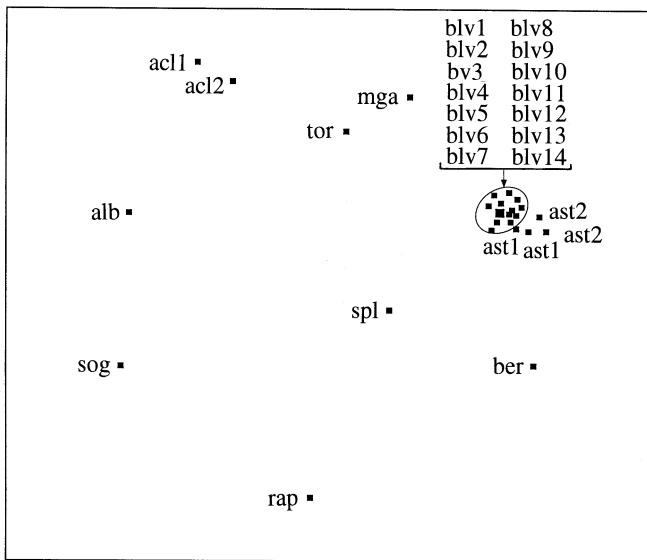 blv1 blv8
blv2 blv9
bv3 blv10
blv4 blv11
blv5 blv12
blv6 blv13
blv7 blv14
acl1
acl2
mga
tor
alb
ast2
ast1 ast1 ast2
spl
sog
ber
rap